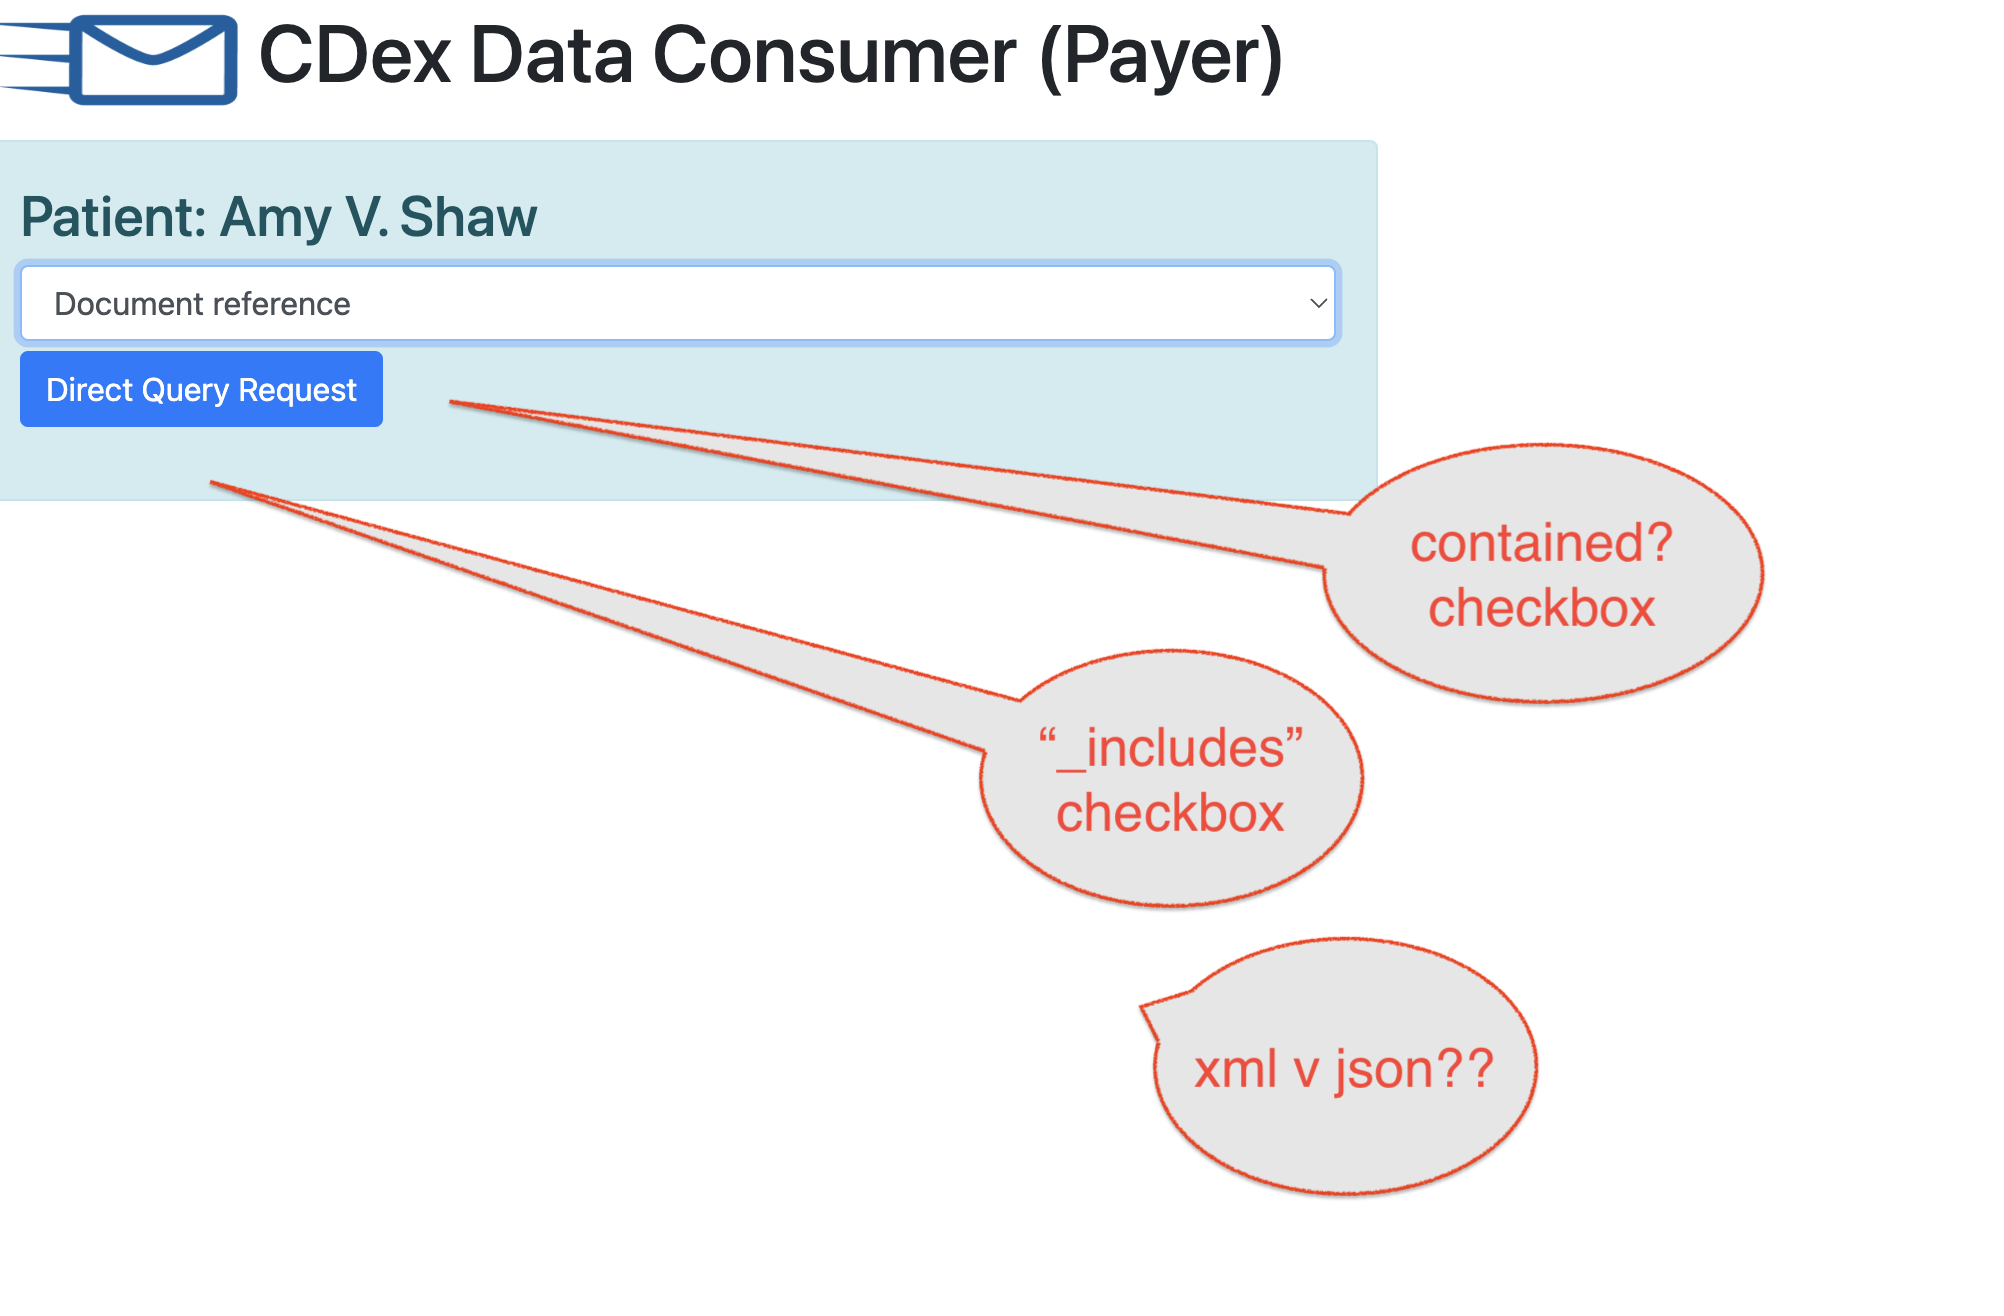 CDex Data Consumer (Payer)
Patient: Amy V. Shaw
Document reference
Direct Query Request
contained?
checkbox
“_includes”
checkbox
xml v json??